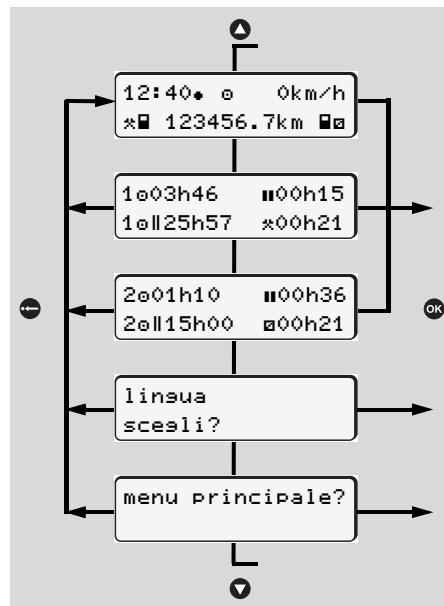 12:40● ⊙ 0km/h
⚒ 123456.7km
1⊙03h46 ॥00h15
1⊙॥25h57 ⚒00h21
2⊙01h10 ॥00h36
2⊙॥15h00 ⧄00h21
OK
lingua
scegli?
menu principale?